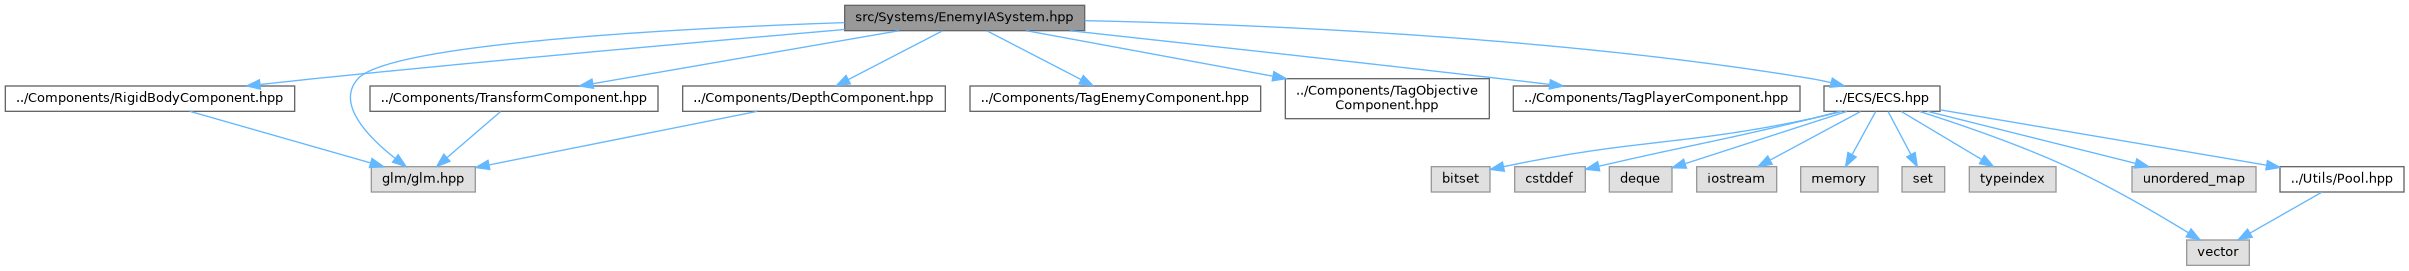 src/Systems/EnemyIASystem.hpp
../Components/RigidBodyComponent.hpp
../Components/TransformComponent.hpp
../Components/DepthComponent.hpp
../Components/TagEnemyComponent.hpp
../Components/TagObjective
Component.hpp
../Components/TagPlayerComponent.hpp
../ECS/ECS.hpp
glm/glm.hpp
bitset
cstddef
deque
iostream
memory
set
typeindex
unordered_map
../Utils/Pool.hpp
vector